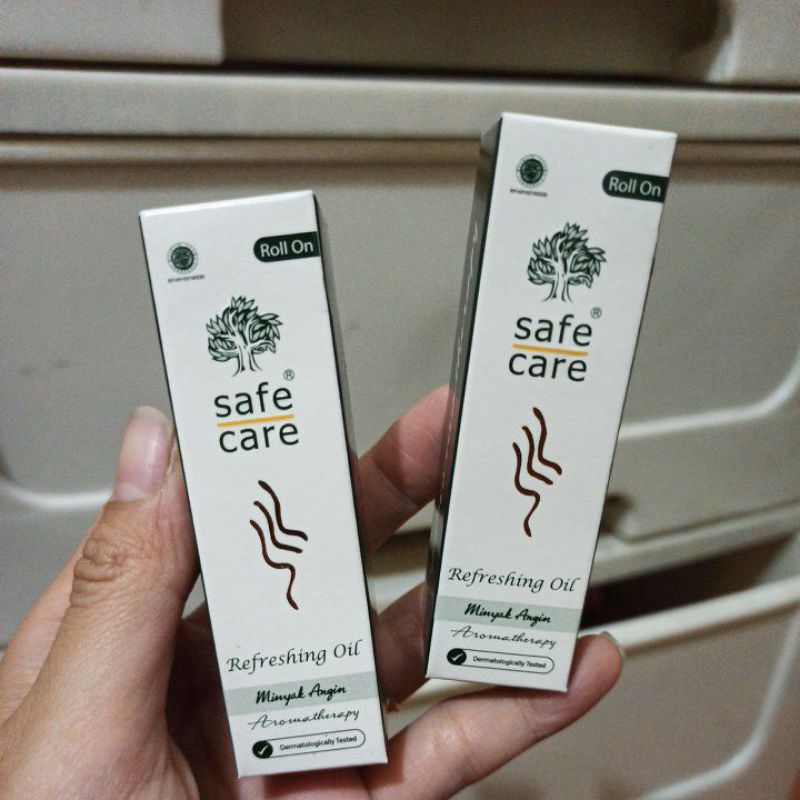 Roll On
safe
care
®
Refreshing Oil
Minyak Angin
Aromatherapy
Dermatologically Tested
Roll On
safe
care
®
Refreshing Oil
Minyak Angin
Aromatherapy
Dermatologically Tested